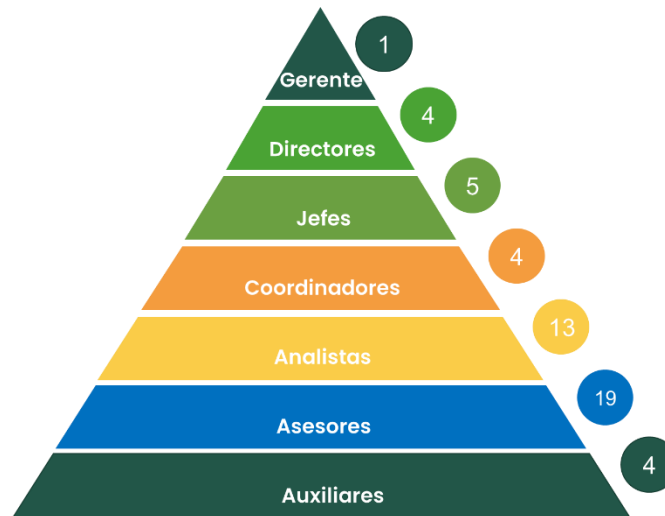 1
Gerente
4
Directores
5
Jefes
4
Coordinadores
13
Analistas
19
Asesores
4
Auxiliares